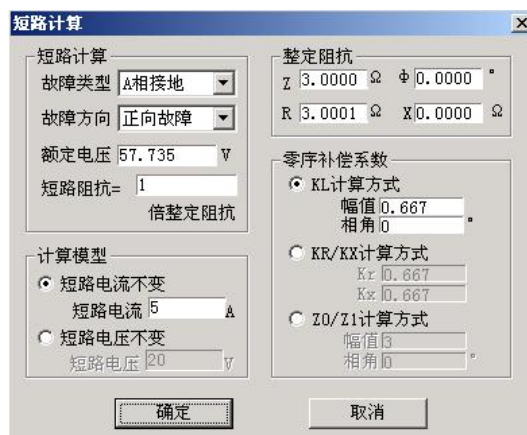 短路计算
短路计算
故障类型 A相接地
故障方向 正向故障
额定电压 57.735 V
短路阻抗= 1
倍整定阻抗
计算模型
短路电流不变
短路电流 5 A
短路电压不变
短路电压 20 V
整定阻抗
Z 3.0000 Ω Φ 0.0000 °
R 3.0001 Ω X 0.0000 Ω
零序补偿系数
KL计算方式
幅值 0.667
相角 0 °
KR/KX计算方式
Kr 0.667
Kx 0.667
Z0/Z1计算方式
幅值 3
相角 0 °
确定 取消